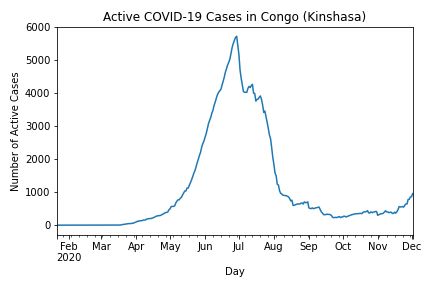 Active COVID-19 Cases in Congo (Kinshasa)
Number of Active Cases
6000
5000
4000
3000
2000
1000
0
Feb Mar Apr May Jun Jul Aug Sep Oct Nov Dec
2020
Day